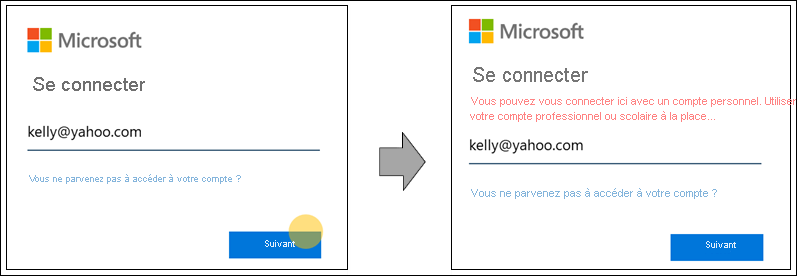 Microsoft
Se connecter
kelly@yahoo.com
Vous ne parvenez pas à accéder à votre compte ?
Suivant
Microsoft
Se connecter
Vous pouvez vous connecter ici avec un compte personnel. Utiliser
votre compte professionnel ou scolaire à la place...
kelly@yahoo.com
Vous ne parvenez pas à accéder à votre compte ?
Suivant